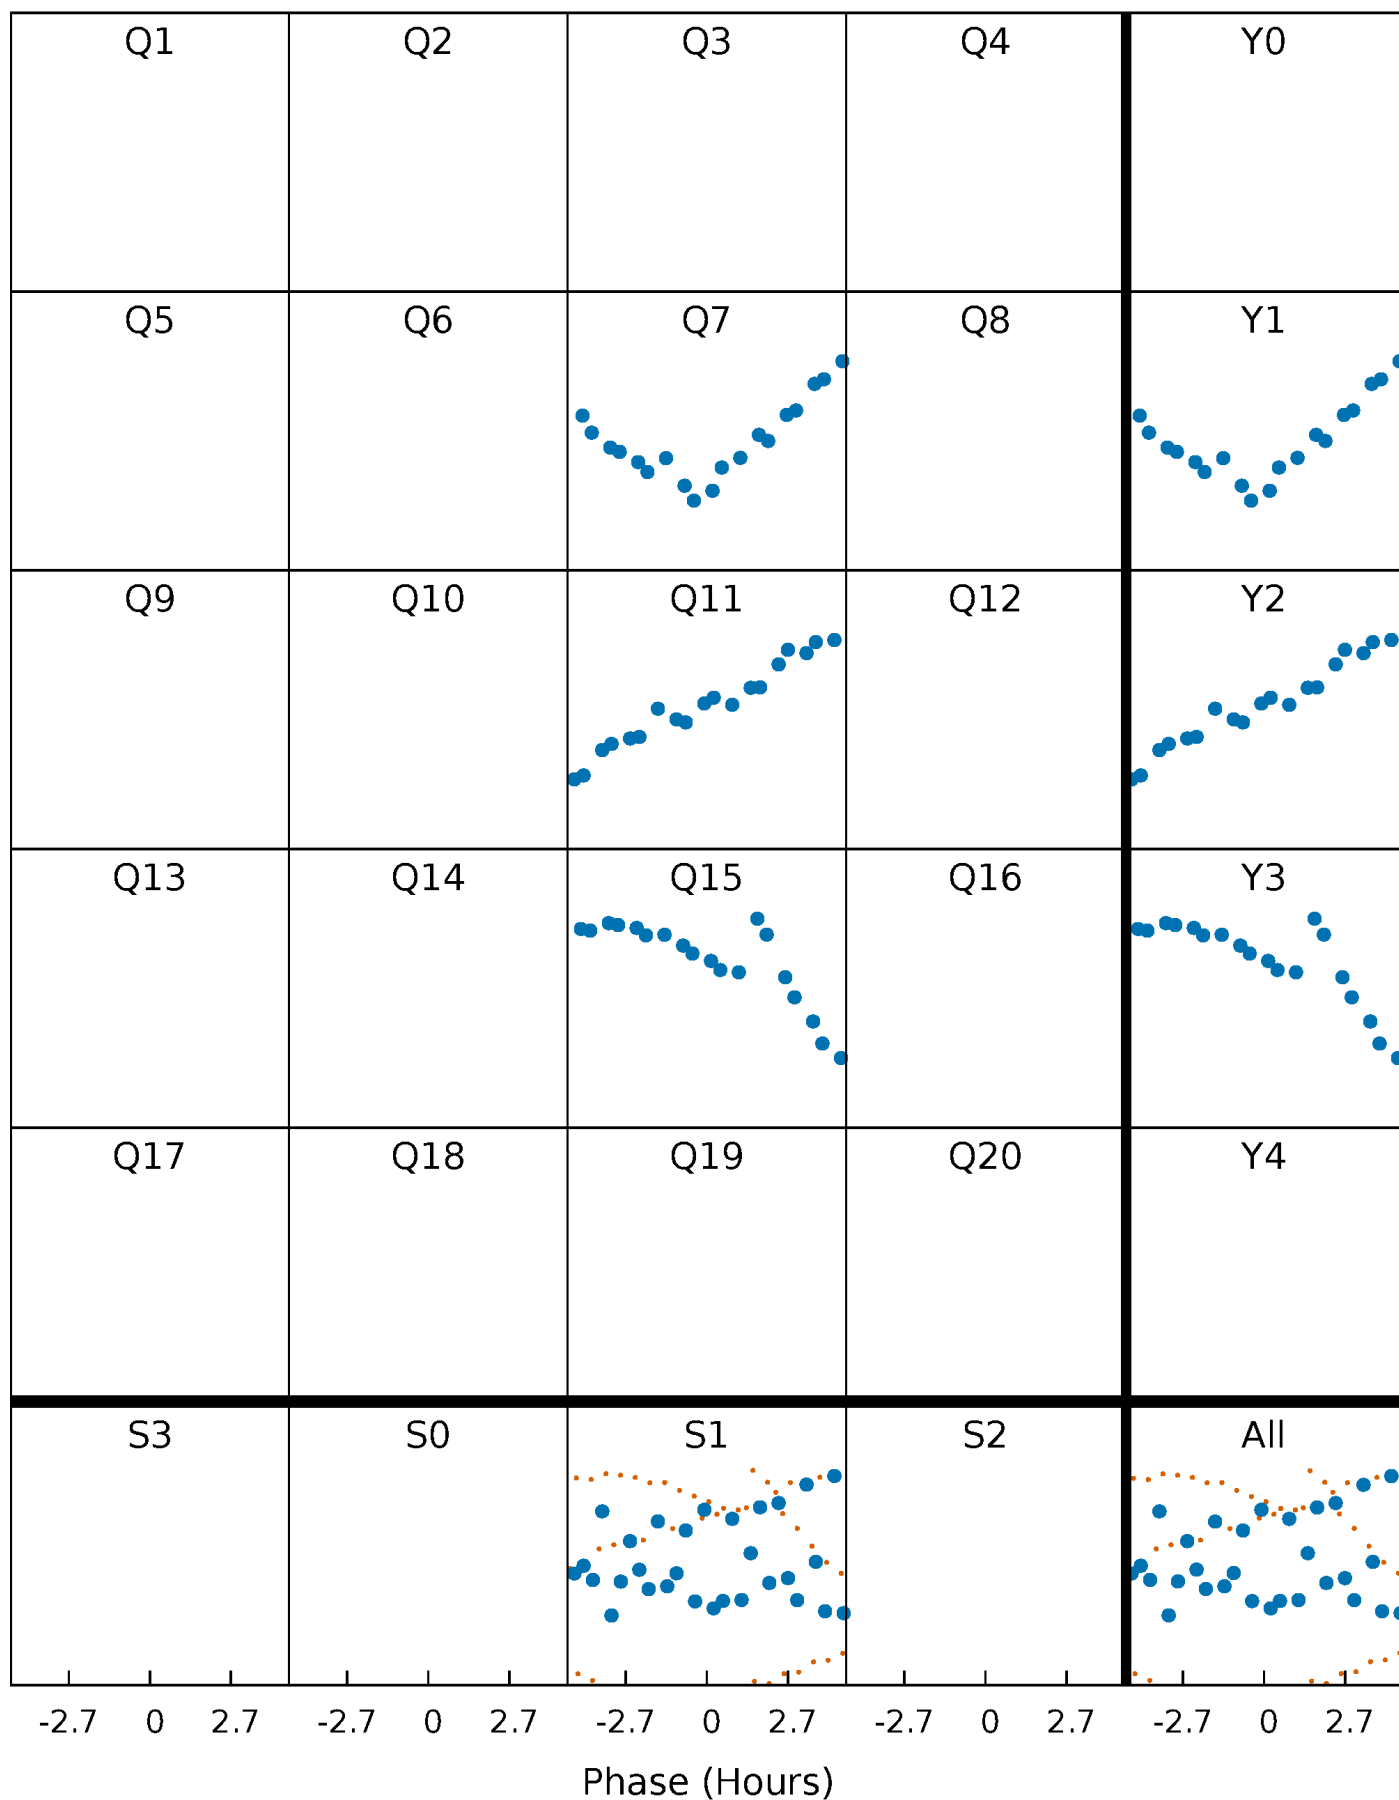 Q1 Q2 Q3 Q4 Y0
Q5 Q6 Q7 Q8 Y1
Q9 Q10 Q11 Q12 Y2
Q13 Q14 Q15 Q16 Y3
Q17 Q18 Q19 Q20 Y4
S3 S0 S1 S2 All
-2.7 0 2.7 -2.7 0 2.7 -2.7 0 2.7 -2.7 0 2.7 -2.7 0 2.7
Phase (Hours)